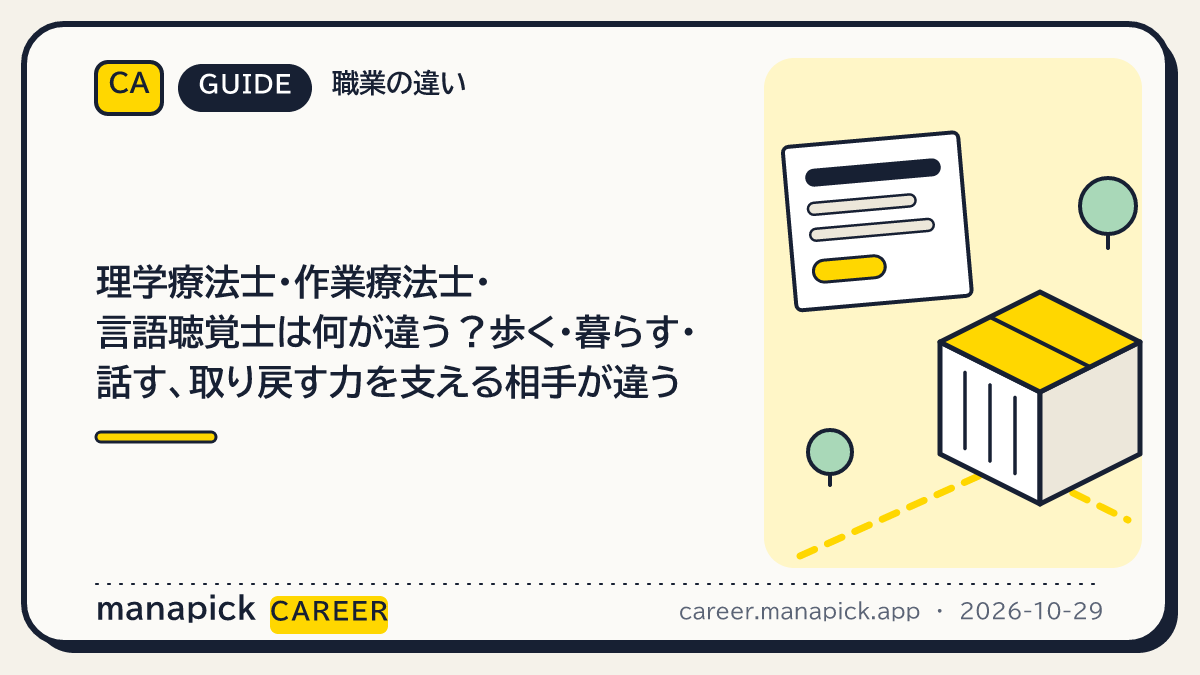 CA GUIDE 職業の違い
理学療法士・作業療法士・
言語聴覚士は何が違う？歩く・暮らす・
話す、取り戻す力を支える相手が違う
manapick CAREER
career.manapick.app ・ 2026-10-29